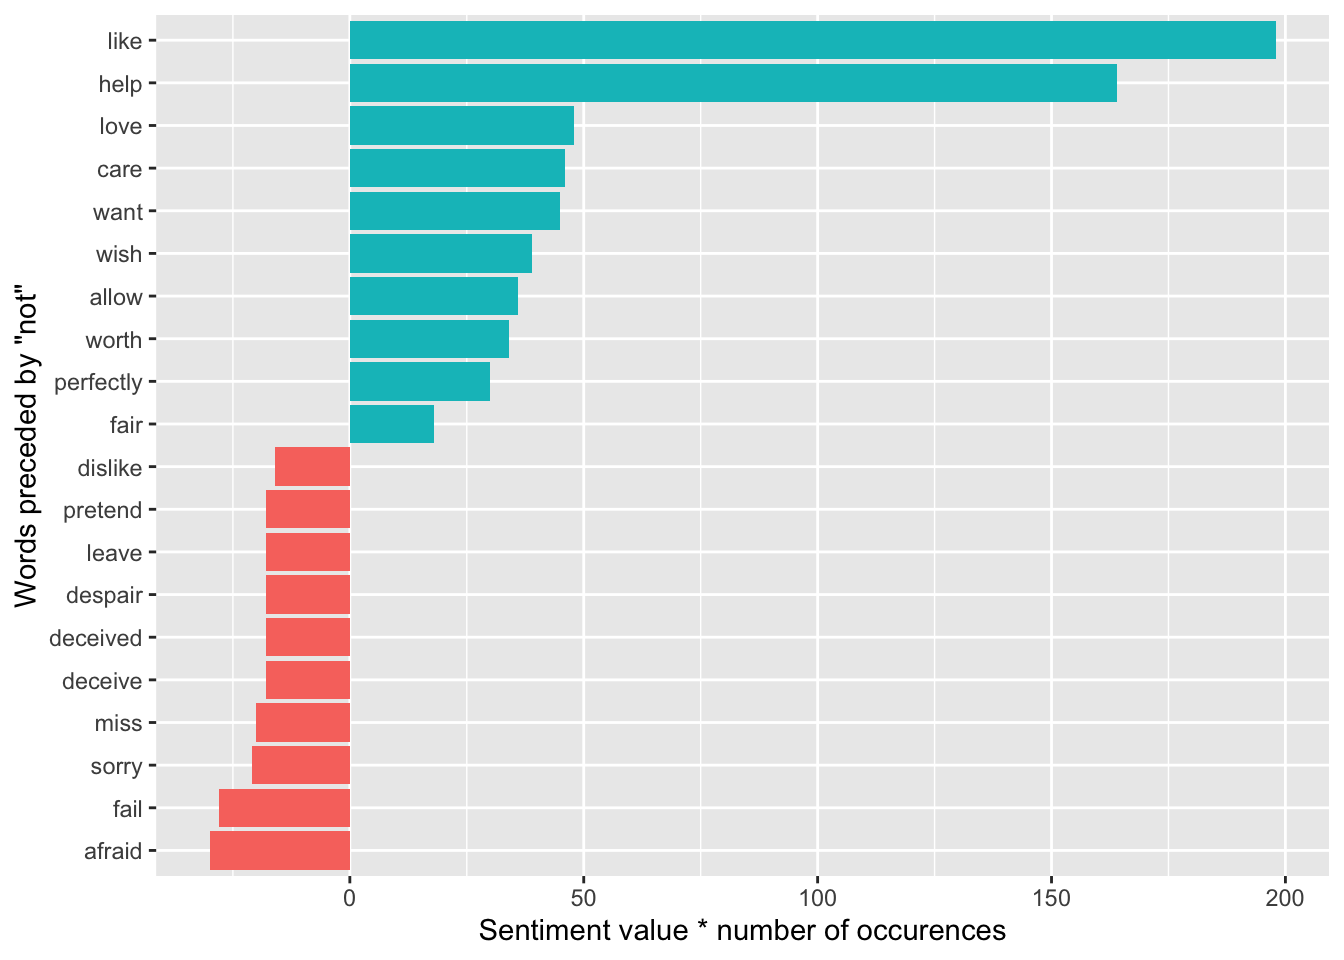 like
help
love
care
want
wish
allow
worth
perfectly
fair
dislike
pretend
leave
despair
deceived
deceive
miss
sorry
fail
afraid
Words preceded by "not"
0 50 100 150 200
Sentiment value * number of occurences